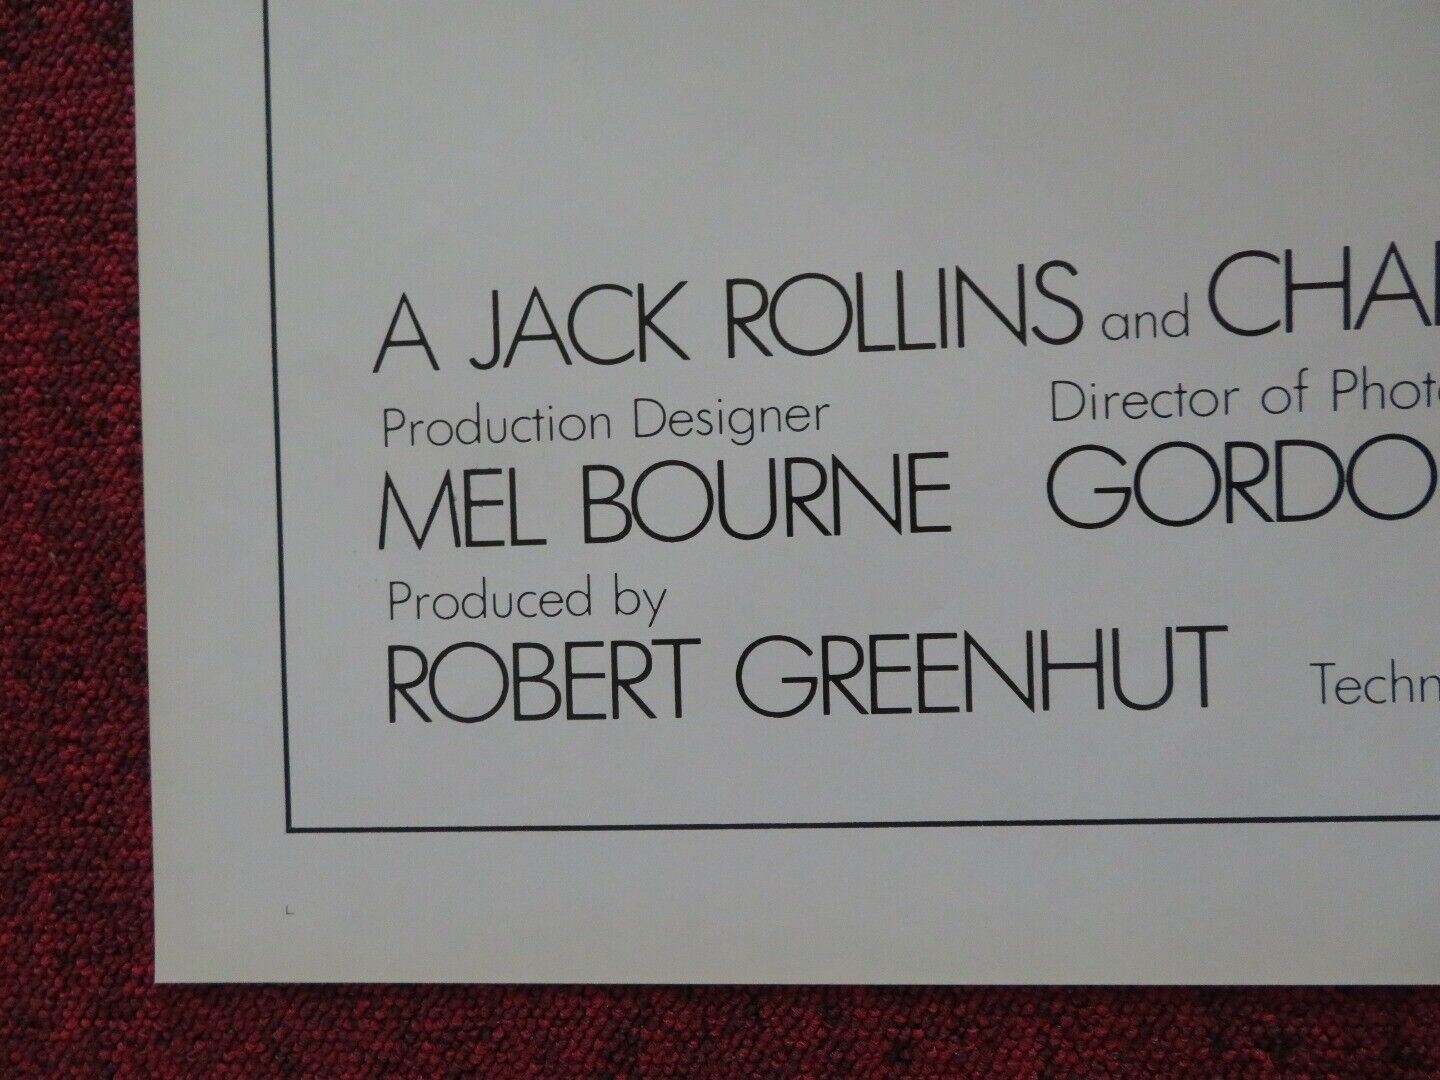 A JACK ROLLINS and CHA
Production Designer Director of Phot
MEL BOURNE GORDO
Produced by
ROBERT GREENHUT Techn
L